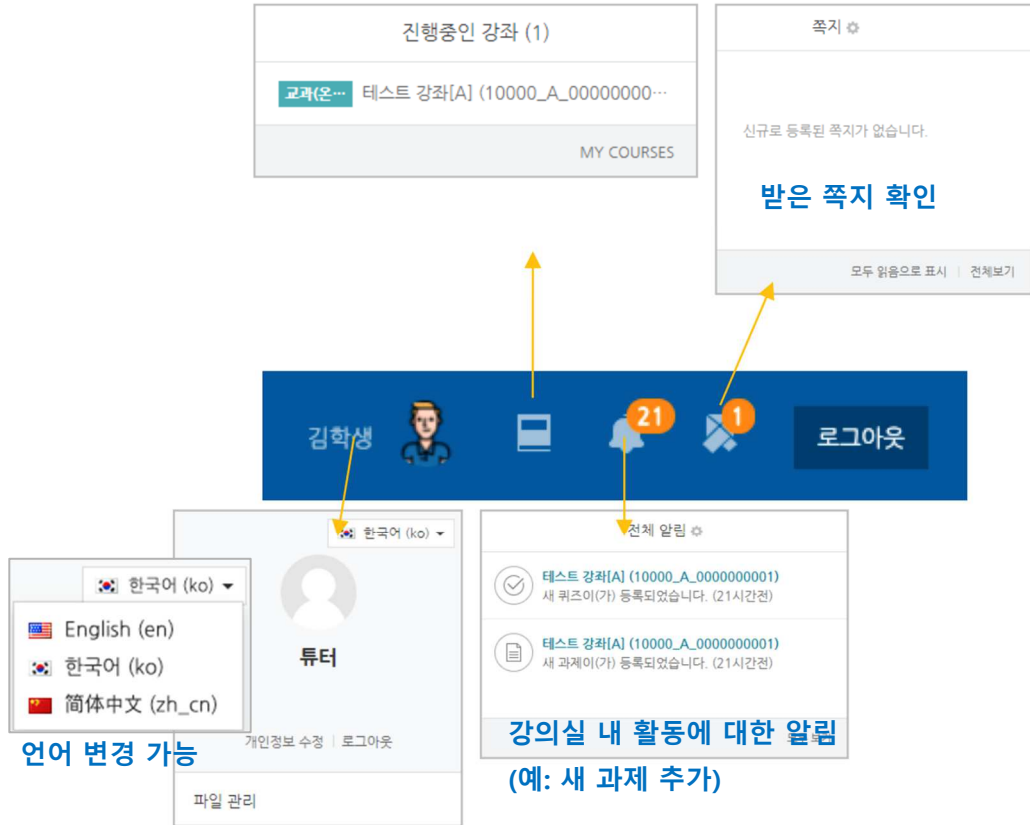 진행중인 강좌 (1)
교과(온… 테스트 강좌[A] (10000_A_00000000…
MY COURSES
쪽지
신규로 등록된 쪽지가 없습니다.
받은 쪽지 확인
모두 읽음으로 표시 | 전체보기
김학생 21 1 로그아웃
한국어 (ko)
튜터
개인정보 수정 | 로그아웃
파일 관리
한국어 (ko)
English (en)
한국어 (ko)
简体中文 (zh_cn)
언어 변경 가능
전체 알림
테스트 강좌[A] (10000_A_0000000001)
새 퀴즈이(가) 등록되었습니다. (21시간전)
테스트 강좌[A] (10000_A_0000000001)
새 과제이(가) 등록되었습니다. (21시간전)
강의실 내 활동에 대한 알림
(예: 새 과제 추가)